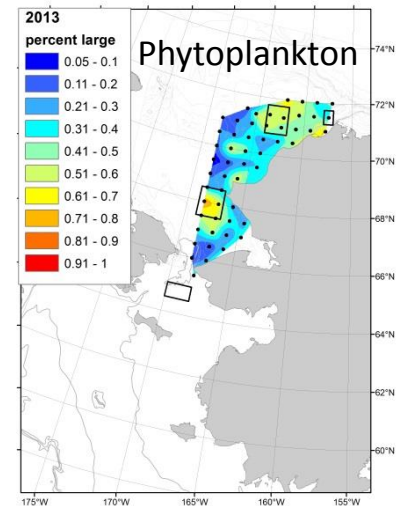 2013
percent large
0.05 - 0.1
0.11 - 0.2
0.21 - 0.3
0.31 - 0.4
0.41 - 0.5
0.51 - 0.6
0.61 - 0.7
0.71 - 0.8
0.81 - 0.9
0.91 - 1
Phytoplankton
74°N
72°N
70°N
68°N
66°N
64°N
62°N
60°N
175°W 170°W 165°W 160°W 155°W